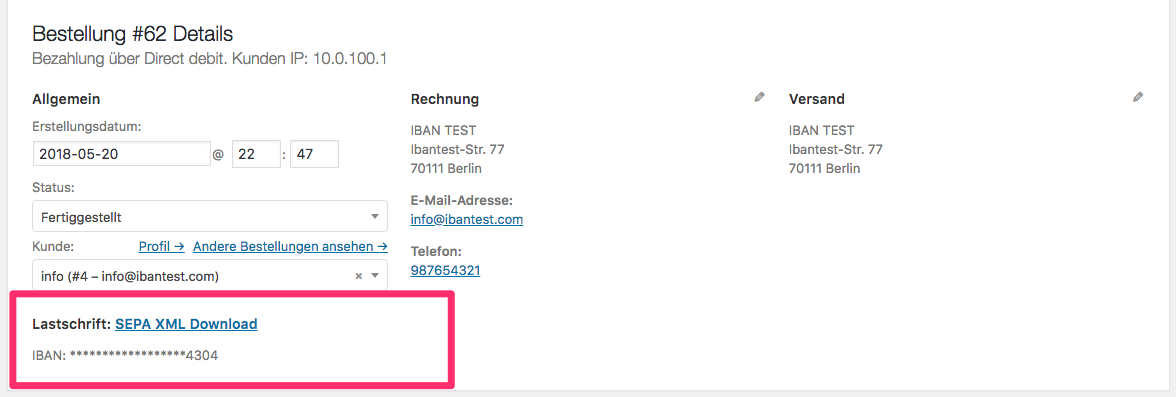 Bestellung #62 Details
Bezahlung über Direct debit. Kunden IP: 10.0.100.1
Allgemein
Erstellungsdatum:
2018-05-20 @ 22 : 47
Status:
Fertiggestellt
Kunde: Profil → Andere Bestellungen ansehen →
info (#4 – info@ibantest.com) ×
Lastschrift: SEPA XML Download
IBAN: ******************4304
Rechnung
IBAN TEST
Ibantest-Str. 77
70111 Berlin
E-Mail-Adresse:
info@ibantest.com
Telefon:
987654321
Versand
IBAN TEST
Ibantest-Str. 77
70111 Berlin